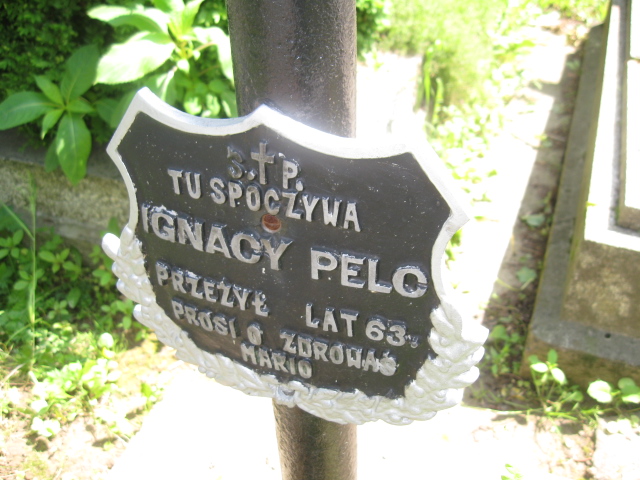 Ś.†P.
TU SPOCZYWA
IGNACY PELC
PRZEŻYŁ LAT 63.
PROSI O ZDROWAŚ
MARIO